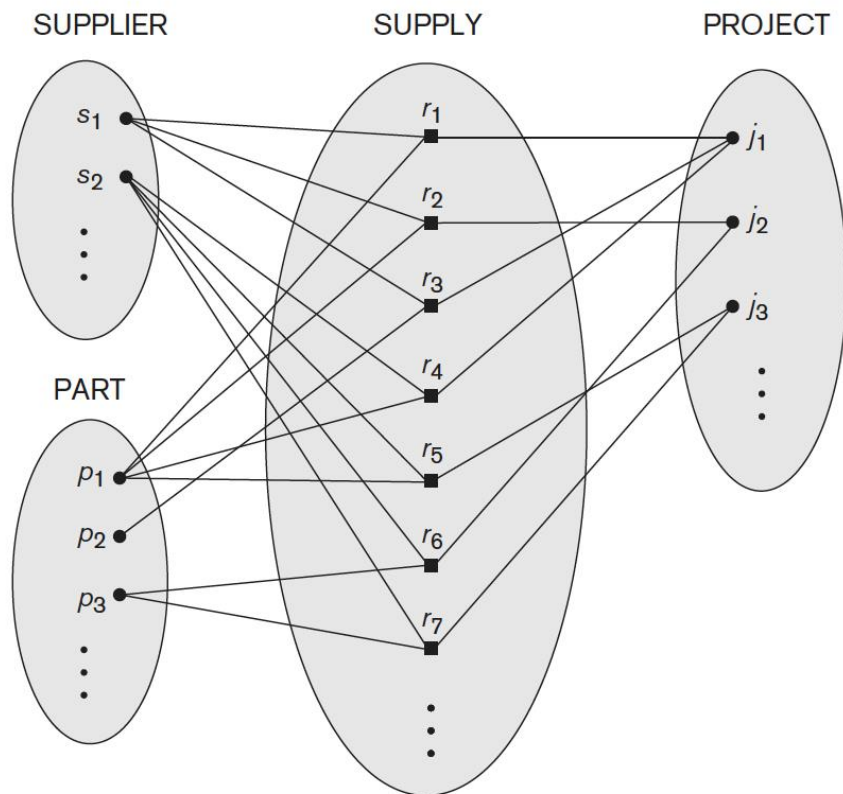 SUPPLIER
s1
s2
PART
p1
p2
p3
SUPPLY
r1
r2
r3
r4
r5
r6
r7
PROJECT
j1
j2
j3